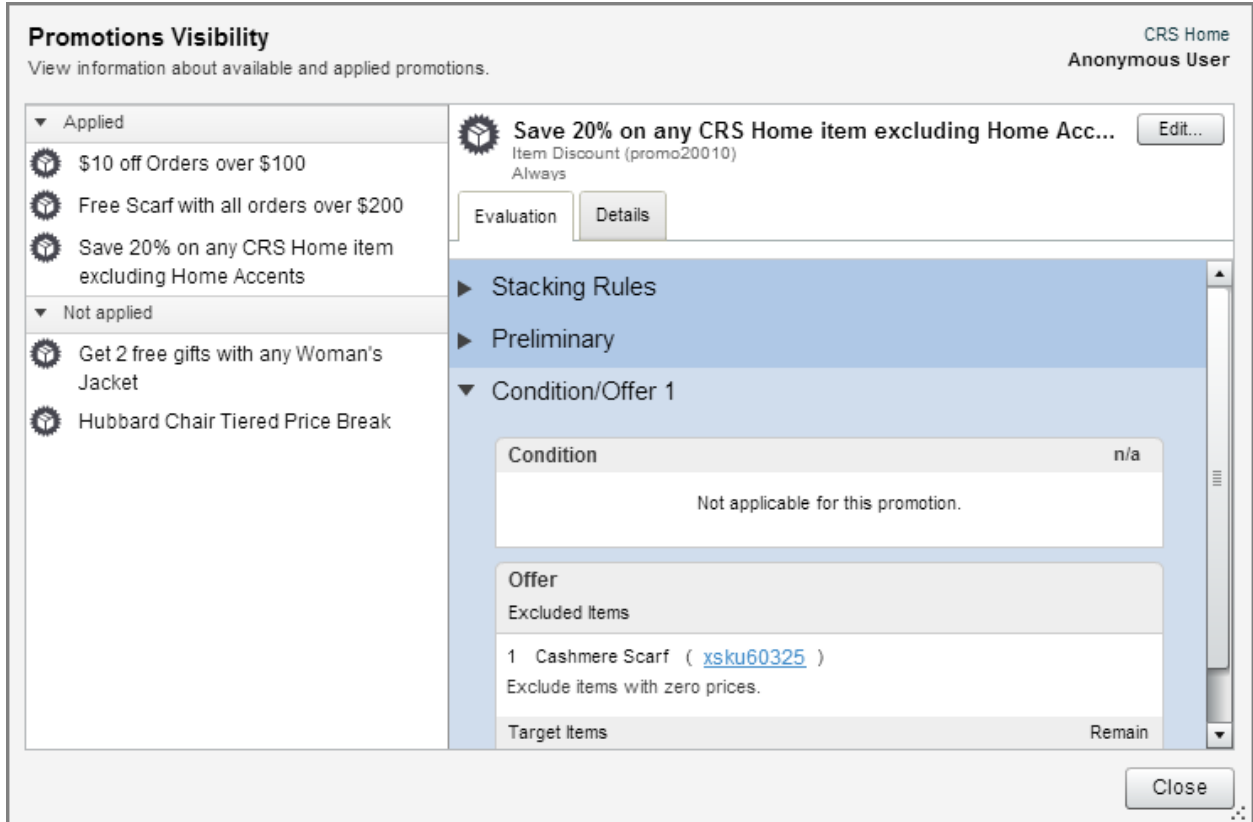 Promotions Visibility
View information about available and applied promotions.
CRS Home
Anonymous User
Applied
$10 off Orders over $100
Free Scarf with all orders over $200
Save 20% on any CRS Home item
excluding Home Accents
Not applied
Get 2 free gifts with any Woman's
Jacket
Hubbard Chair Tiered Price Break
Save 20% on any CRS Home item excluding Home Acc...
Edit...
Item Discount (promo20010)
Always
Evaluation
Details
Stacking Rules
Preliminary
Condition/Offer 1
Condition n/a
Not applicable for this promotion.
Offer
Excluded Items
1 Cashmere Scarf ( xsku60325 )
Exclude items with zero prices.
Target Items Remain
Close